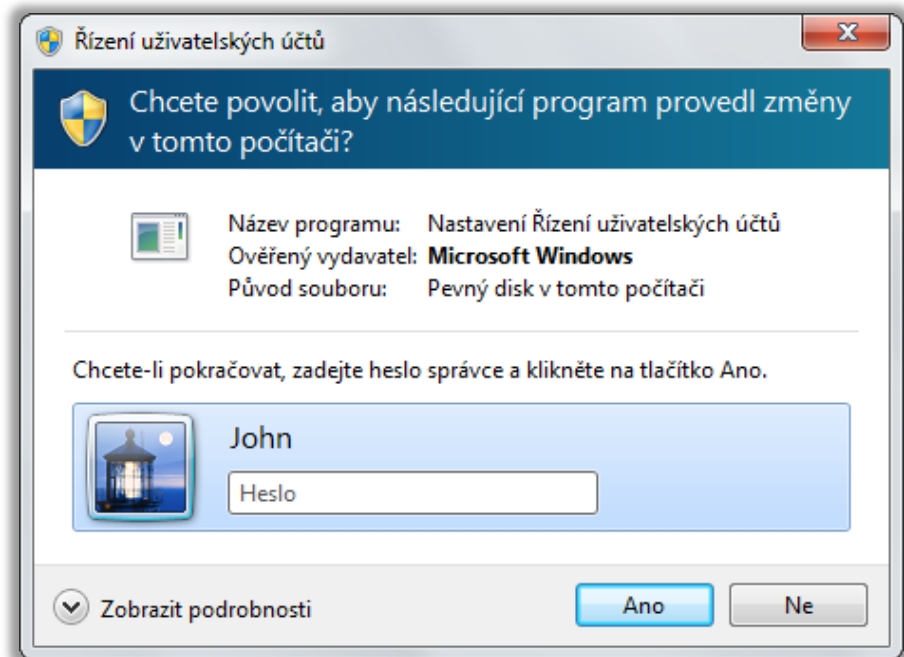 Řízení uživatelských účtů
Chcete povolit, aby následující program provedl změny
v tomto počítači?
Název programu: Nastavení Řízení uživatelských účtů
Ověřený vydavatel: Microsoft Windows
Původ souboru: Pevný disk v tomto počítači
Chcete-li pokračovat, zadejte heslo správce a klikněte na tlačítko Ano.
John
Heslo
Zobrazit podrobnosti
Ano
Ne